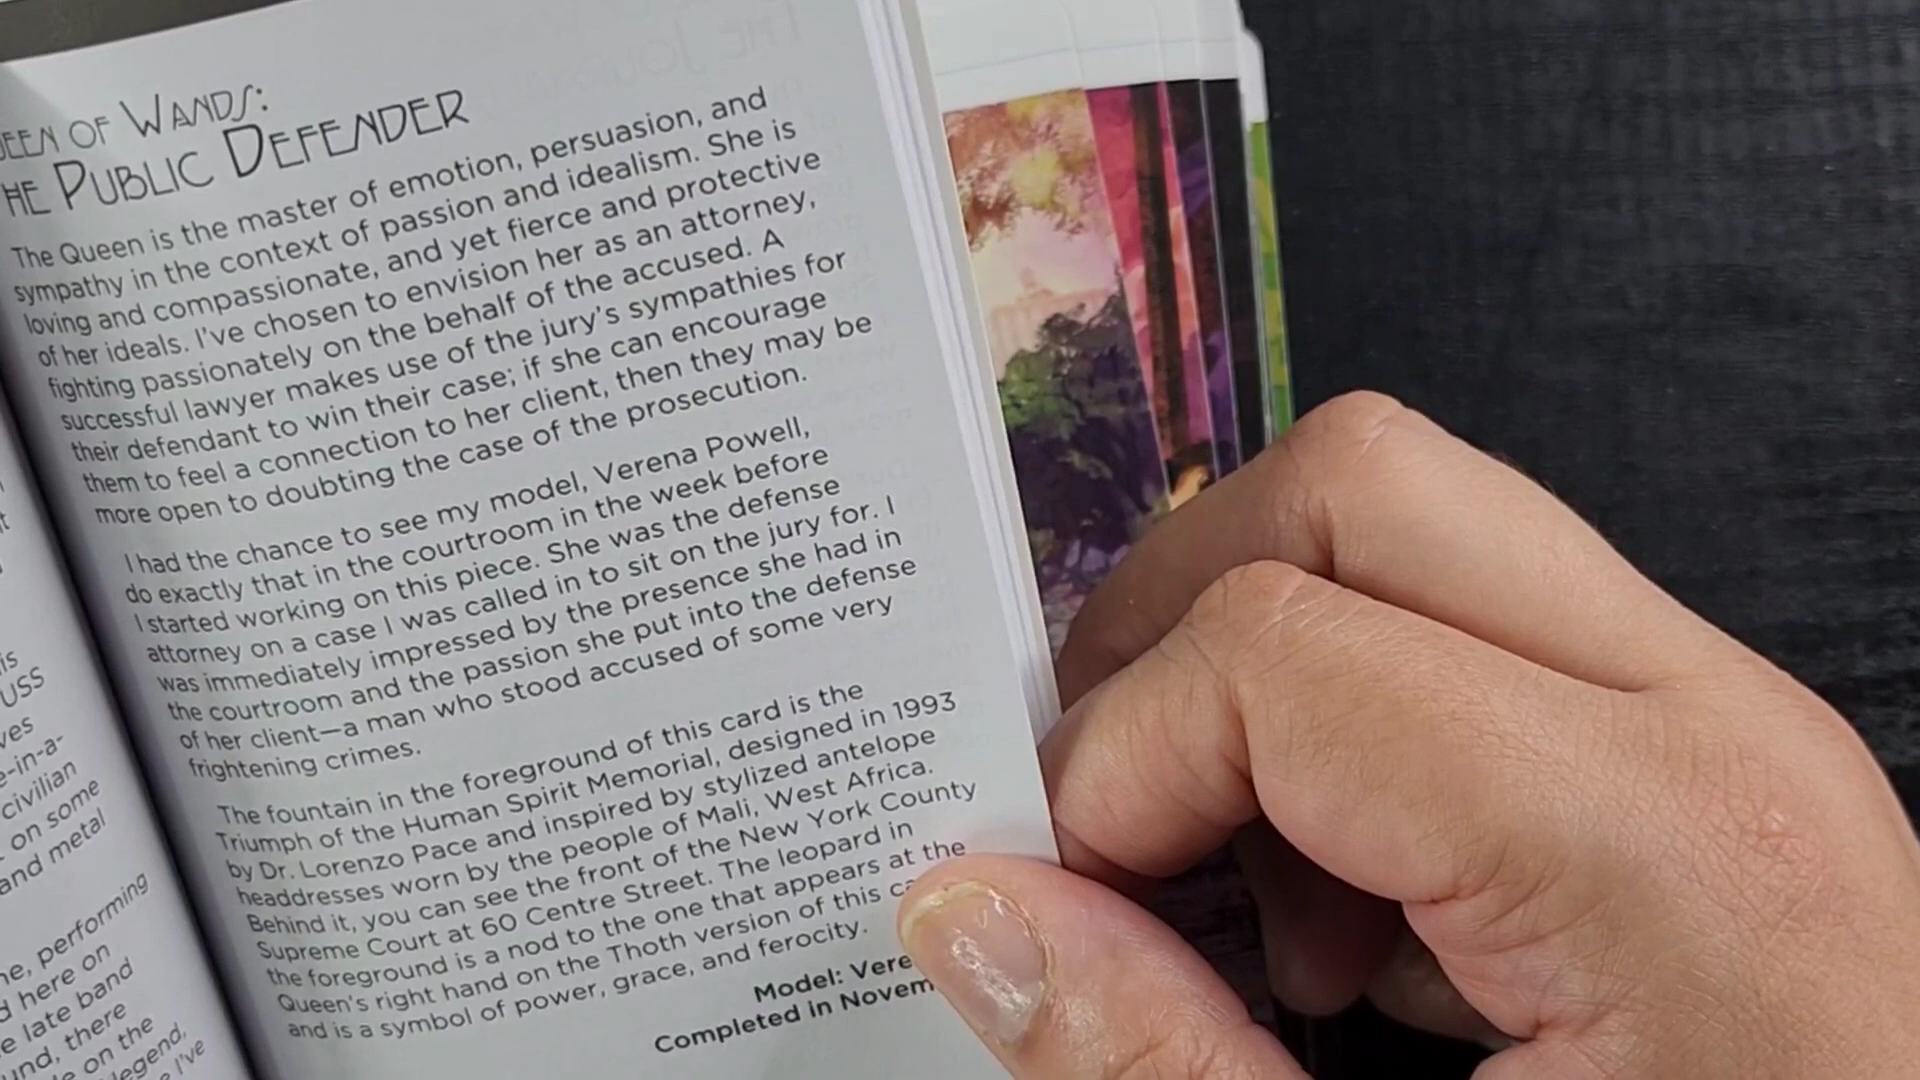 OF WANDS:
PUBLIC DEFENDER
The Queen is the master of emotion, persuasion, and
sympathy in the context of passion and idealism. She is
loving and compassionate, and yet fierce and protective
of her ideals. I've chosen to envision her as an attorney,
fighting passionately on the behalf of the accused. A
successful lawyer makes use of the jury's sympathies for
their defendant to win their case; if she can encourage
them to feel a connection to her client, then they may be
more open to doubting the case of the prosecution.
I had the chance to see my model, Verena Powell,
do exactly that in the courtroom in the week before
I started working on this piece. She was the defense
attorney on a case I was called in to sit on the jury for. I
was immediately impressed by the presence she had in
the courtroom and the passion she put into the defense
of her client—a man who stood accused of some very
frightening crimes.
The fountain in the foreground of this card is the
Triumph of the Human Spirit Memorial, designed in 1993
by Dr. Lorenzo Pace and inspired by stylized antelope
headdresses worn by the people of Mali, West Africa.
Behind it, you can see the front of the New York County
Supreme Court at 60 Centre Street. The leopard in
the foreground is a nod to the one that appears at the
Queen's right hand on the Thoth version of this
and is a symbol of power, grace, and ferocity.
Model:
Completed in
USS
civilian
on some
and metal
performing
here on
late band
there
on the
legend,
I've